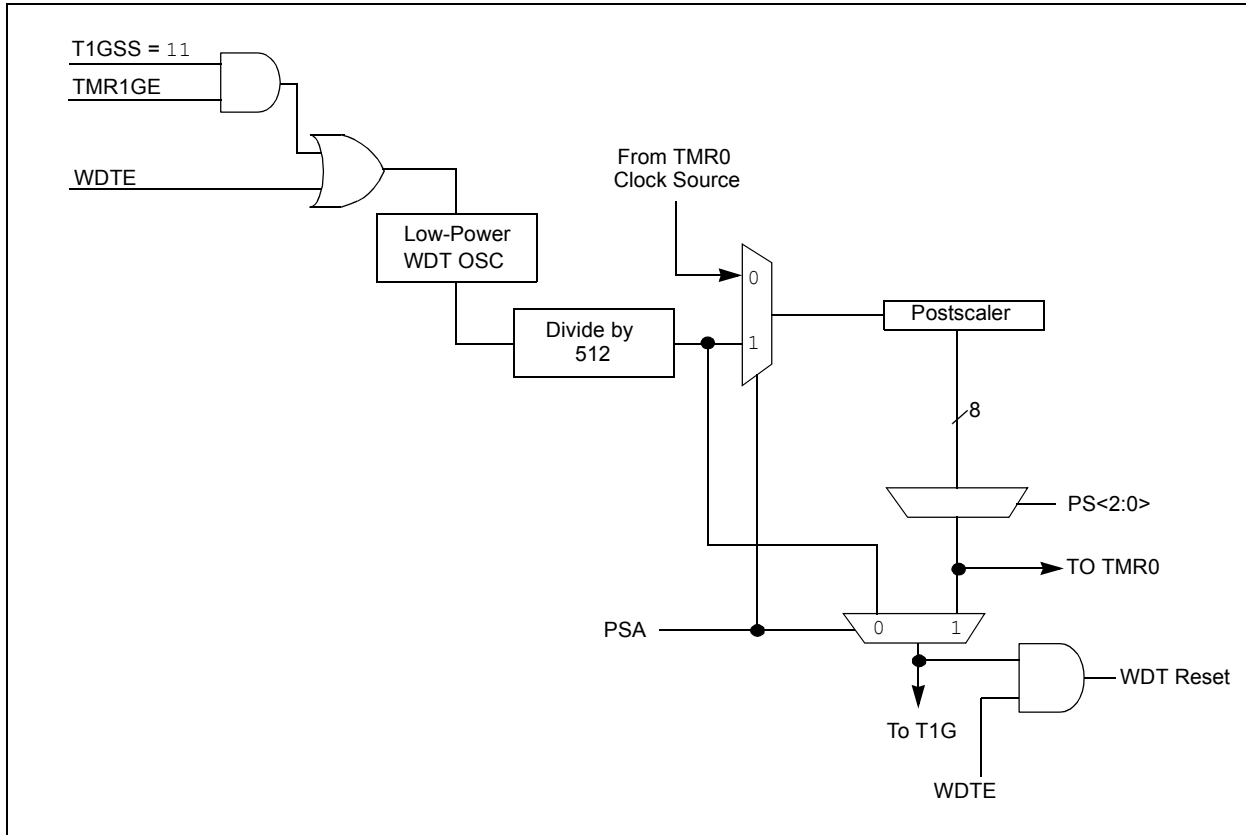 T1GSS = 11
TMR1GE
WDTE
From TMR0
Clock Source
Low-Power
WDT OSC
0
Divide by
512
1
Postscaler
8
PS<2:0>
TO TMR0
PSA
0
1
WDT Reset
To T1G
WDTE